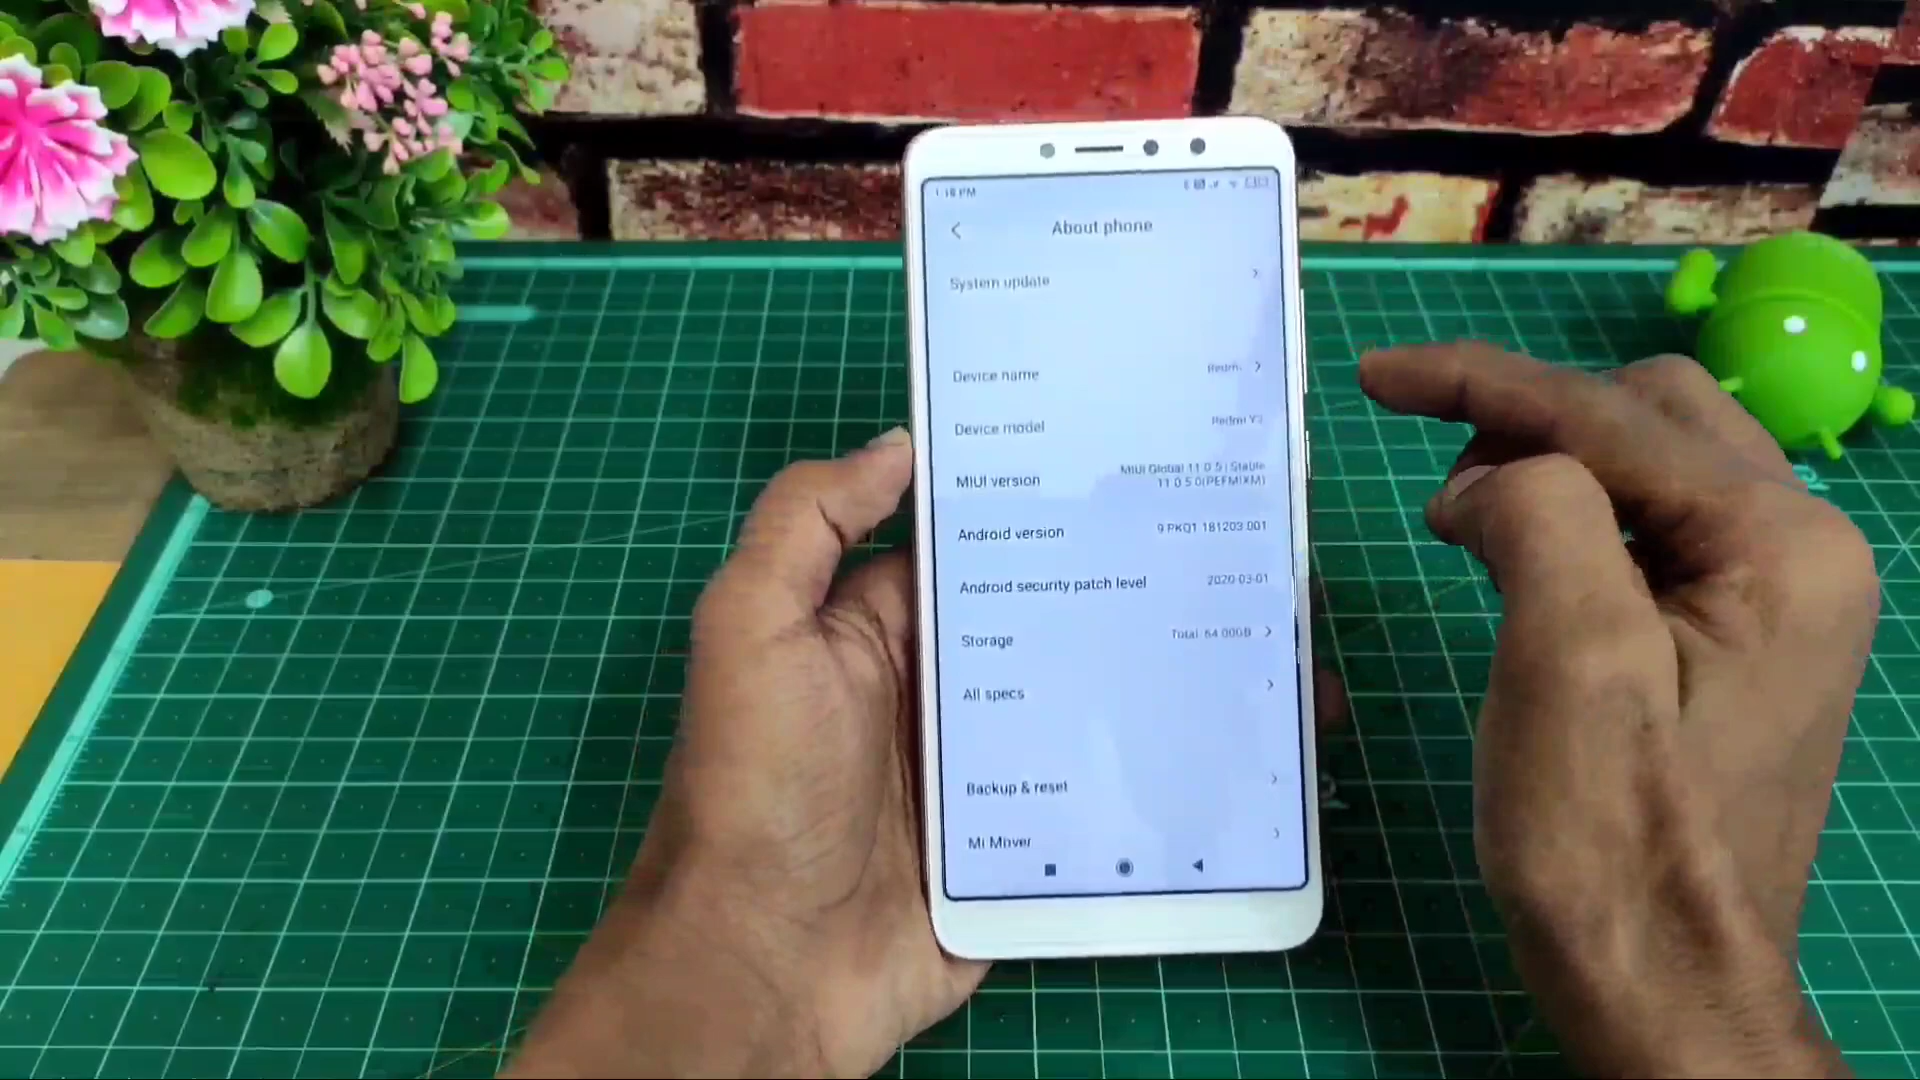 1:18 PM
About phone
System update
Device name Redmi
Device model Redmi Y2
MIUI version MIUI Global 11.0.5 | Stable
11.0.5.0(PEFMIXM)
Android version 9 PKQ1.181203.001
Android security patch level 2020-03-01
Storage Total: 64.00GB
All specs
Backup & reset
Mi Mover